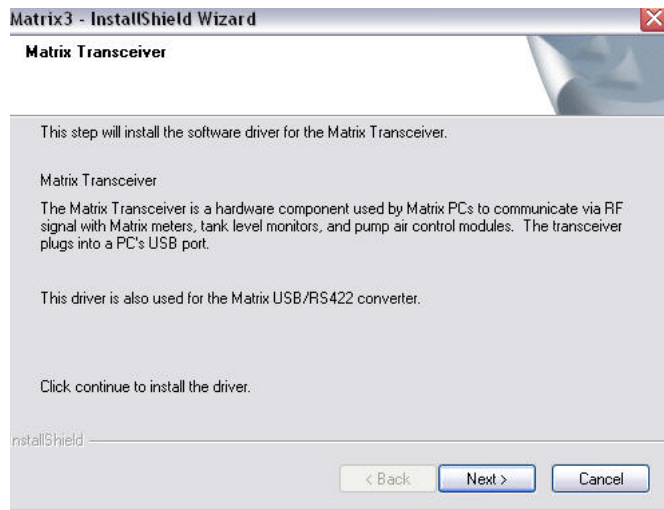 Matrix3 - InstallShield Wizard
Matrix Transceiver
This step will install the software driver for the Matrix Transceiver.
Matrix Transceiver
The Matrix Transceiver is a hardware component used by Matrix PCs to communicate via RF
signal with Matrix meters, tank level monitors, and pump air control modules. The transceiver
plugs into a PC's USB port.
This driver is also used for the Matrix USB/RS422 converter.
Click continue to install the driver.
nstallShield
< Back
Next >
Cancel